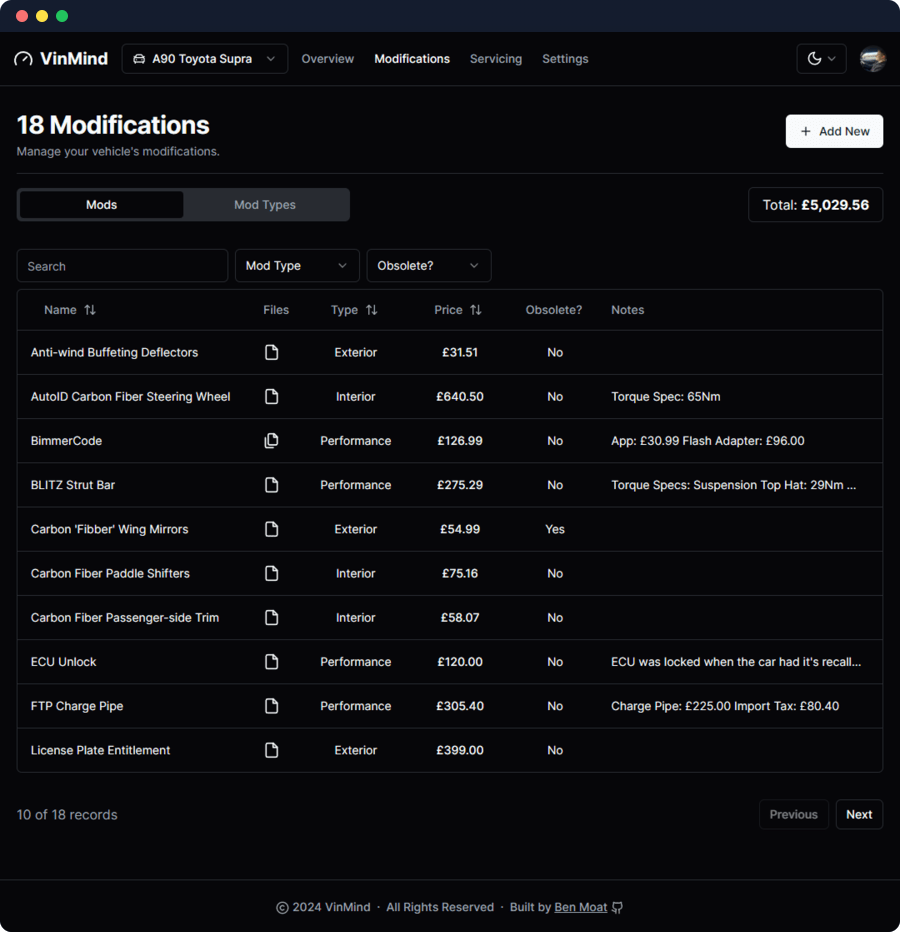 VinMind A90 Toyota Supra Overview Modifications Servicing Settings
18 Modifications
Manage your vehicle's modifications.
+ Add New
Mods Mod Types
Total: £5,029.56
Search Mod Type Obsolete?
Name Files Type Price Obsolete? Notes
Anti-wind Buffeting Deflectors Exterior £31.51 No
AutoID Carbon Fiber Steering Wheel Interior £640.50 No Torque Spec: 65Nm
BimmerCode Performance £126.99 No App: £30.99 Flash Adapter: £96.00
BLITZ Strut Bar Performance £275.29 No Torque Specs: Suspension Top Hat: 29Nm ...
Carbon 'Fibber' Wing Mirrors Exterior £54.99 Yes
Carbon Fiber Paddle Shifters Interior £75.16 No
Carbon Fiber Passenger-side Trim Interior £58.07 No
ECU Unlock Performance £120.00 No ECU was locked when the car had it's recall...
FTP Charge Pipe Performance £305.40 No Charge Pipe: £225.00 Import Tax: £80.40
License Plate Entitlement Exterior £399.00 No
10 of 18 records Previous Next
© 2024 VinMind · All Rights Reserved · Built by Ben Moat